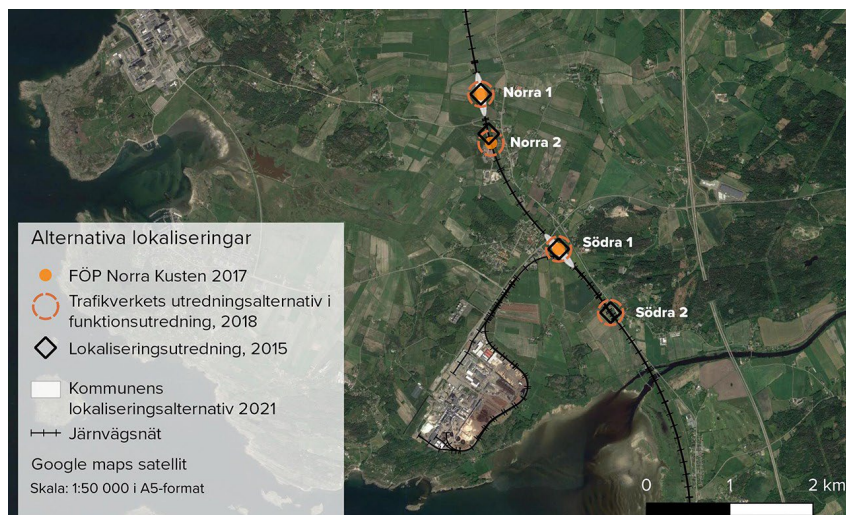 Norra 1
Norra 2
Södra 1
Södra 2
Alternativa lokaliseringar
FÖP Norra Kusten 2017
Trafikverkets utredningsalternativ i
funktionsutredning, 2018
Lokaliseringsutredning, 2015
Kommunens
lokaliseringsalternativ 2021
Järnvägsnät
Google maps satellit
Skala: 1:50 000 i A5-format
0 1 2 km